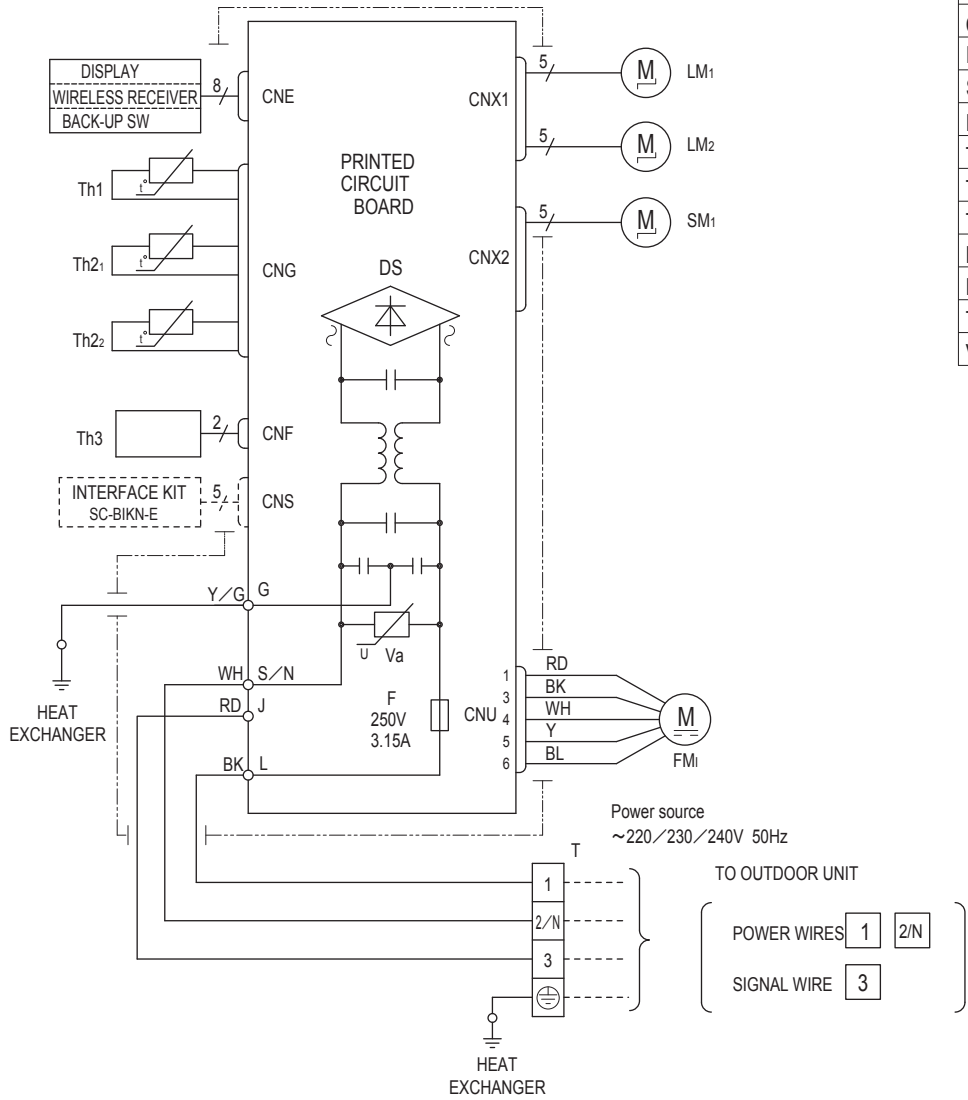 DISPLAY
WIRELESS RECEIVER
BACK-UP SW
8
CNE
CNX1
5
M
LM1
5
M
LM2
PRINTED
CIRCUIT
BOARD
Th1
t°
Th21
t°
CNG
Th22
t°
5
M
SM1
CNX2
DS
Th3
2
CNF
INTERFACE KIT
SC-BIKN-E
5
CNS
Y/G
G
U
Va
HEAT
EXCHANGER
WH
S/N
RD
J
BK
L
F
250V
3.15A
CNU
1
RD
3
BK
4
WH
5
Y
6
BL
M
FMI
Power source
~220/230/240V 50Hz
T
1
2/N
3
TO OUTDOOR UNIT
POWER WIRES 1 2/N
SIGNAL WIRE 3
HEAT
EXCHANGER